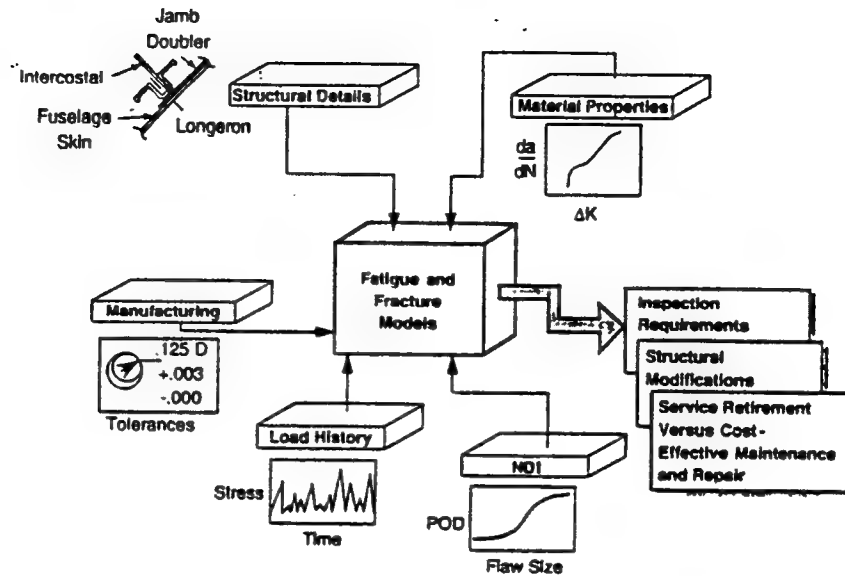 Jamb
Doubler
Intercostal
Fuselage
Skin
Longeron
Structural Details
Material Properties
da
dN
ΔK
Fatigue and
Fracture
Models
Manufacturing
.125 D
+.003
-.000
Tolerances
Load History
Stress
Time
NDI
POD
Flaw Size
Inspection
Requirements
Structural
Modifications
Service Retirement
Versus Cost-
Effective Maintenance
and Repair